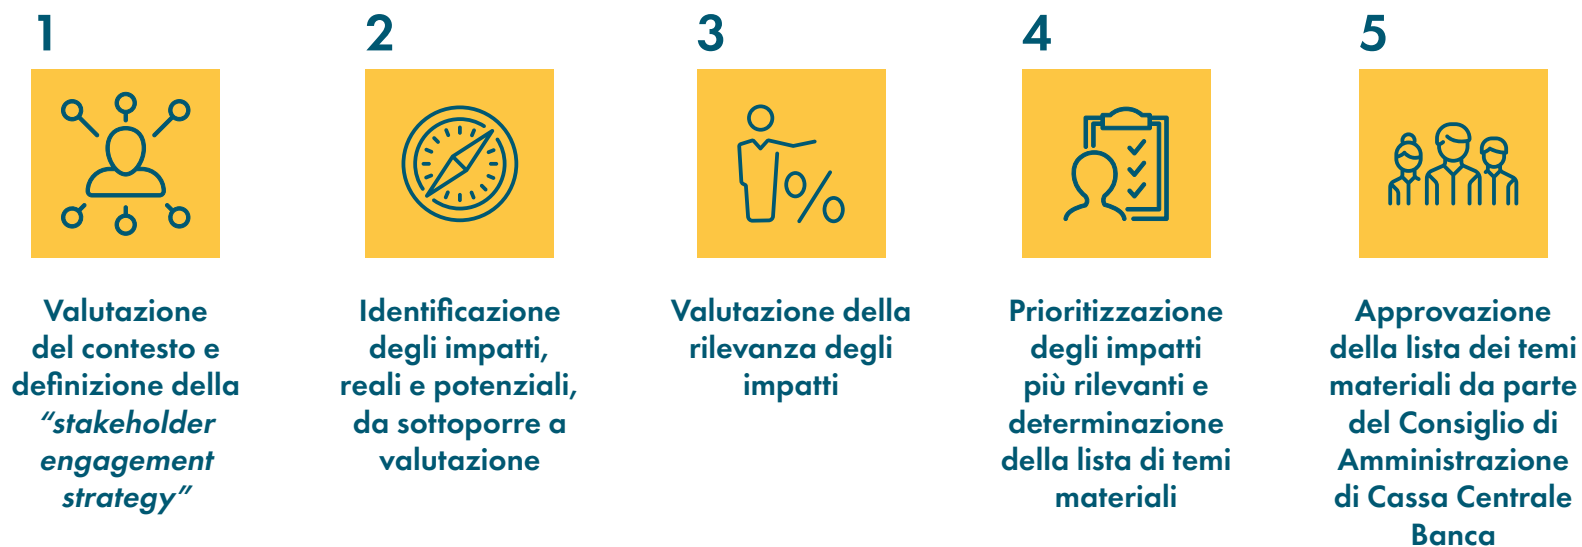 1
Valutazione
del contesto e
definizione della
“stakeholder
engagement
strategy”
2
Identificazione
degli impatti,
reali e potenziali,
da sottoporre a
valutazione
3
Valutazione della
rilevanza degli
impatti
4
Prioritizzazione
degli impatti
più rilevanti e
determinazione
della lista di temi
materiali
5
Approvazione
della lista dei temi
materiali da parte
del Consiglio di
Amministrazione
di Cassa Centrale
Banca